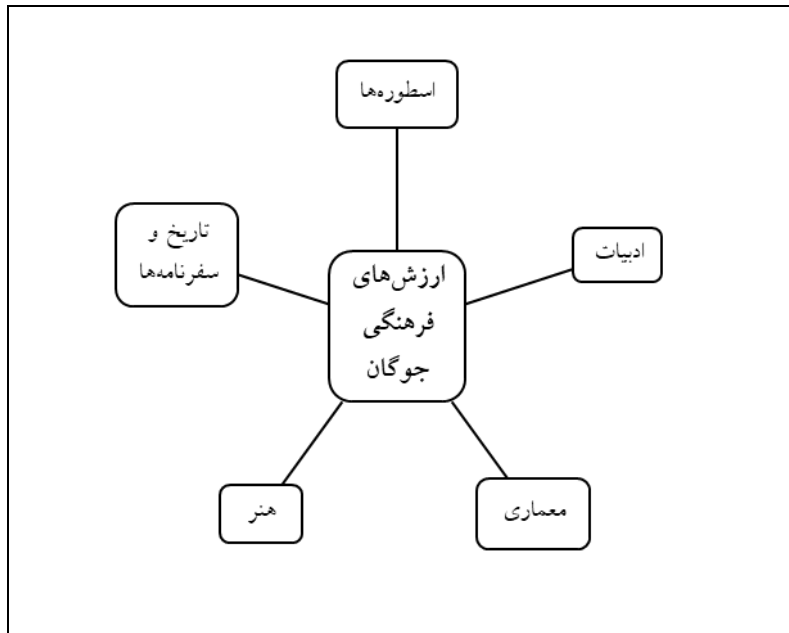 اسطوره‌ها
ادبیات
تاریخ و
سفرنامه‌ها
ارزش‌های
فرهنگی
جوگان
معماری
هنر